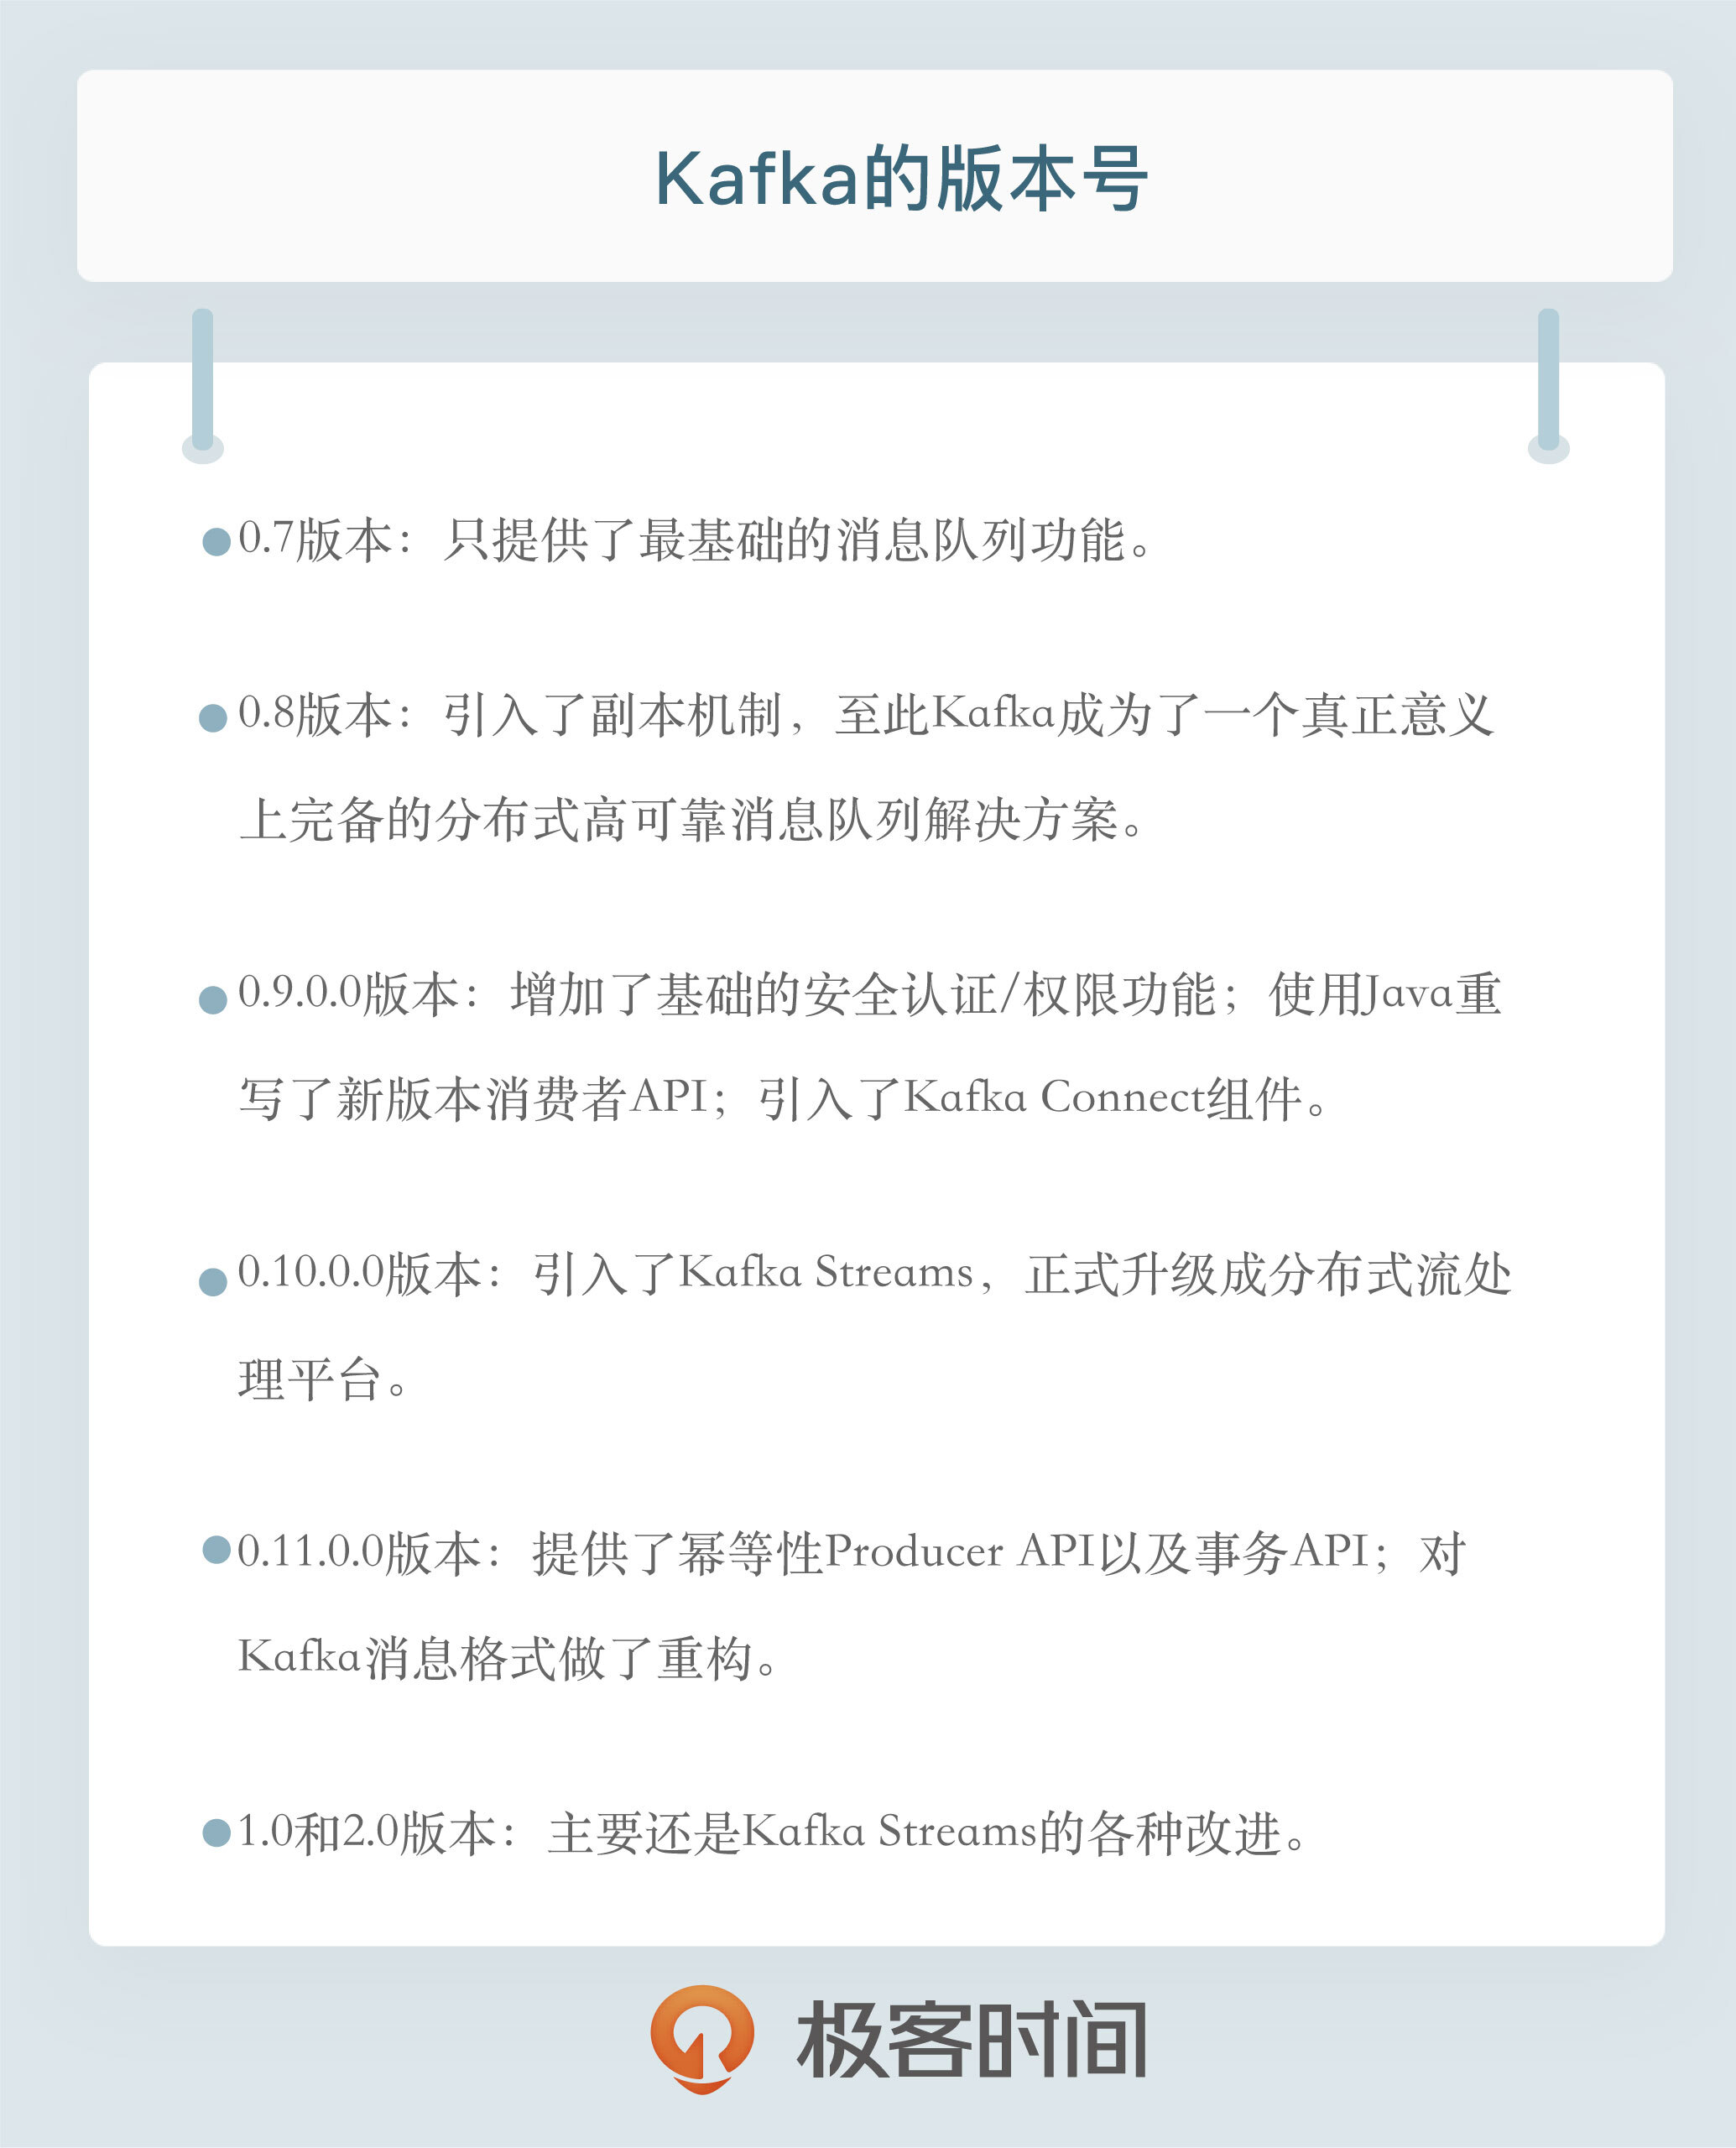 Kafka的版本号
0.7版本：只提供了最基础的消息队列功能。
0.8版本：引入了副本机制，至此Kafka成为了一个真正意义
上完备的分布式高可靠消息队列解决方案。
0.9.0.0版本：增加了基础的安全认证/权限功能；使用Java重
写了新版本消费者API；引入了Kafka Connect组件。
0.10.0.0版本：引入了Kafka Streams，正式升级成分布式流处
理平台。
0.11.0.0版本：提供了幂等性Producer API以及事务API；对
Kafka消息格式做了重构。
1.0和2.0版本：主要还是Kafka Streams的各种改进。
极客时间